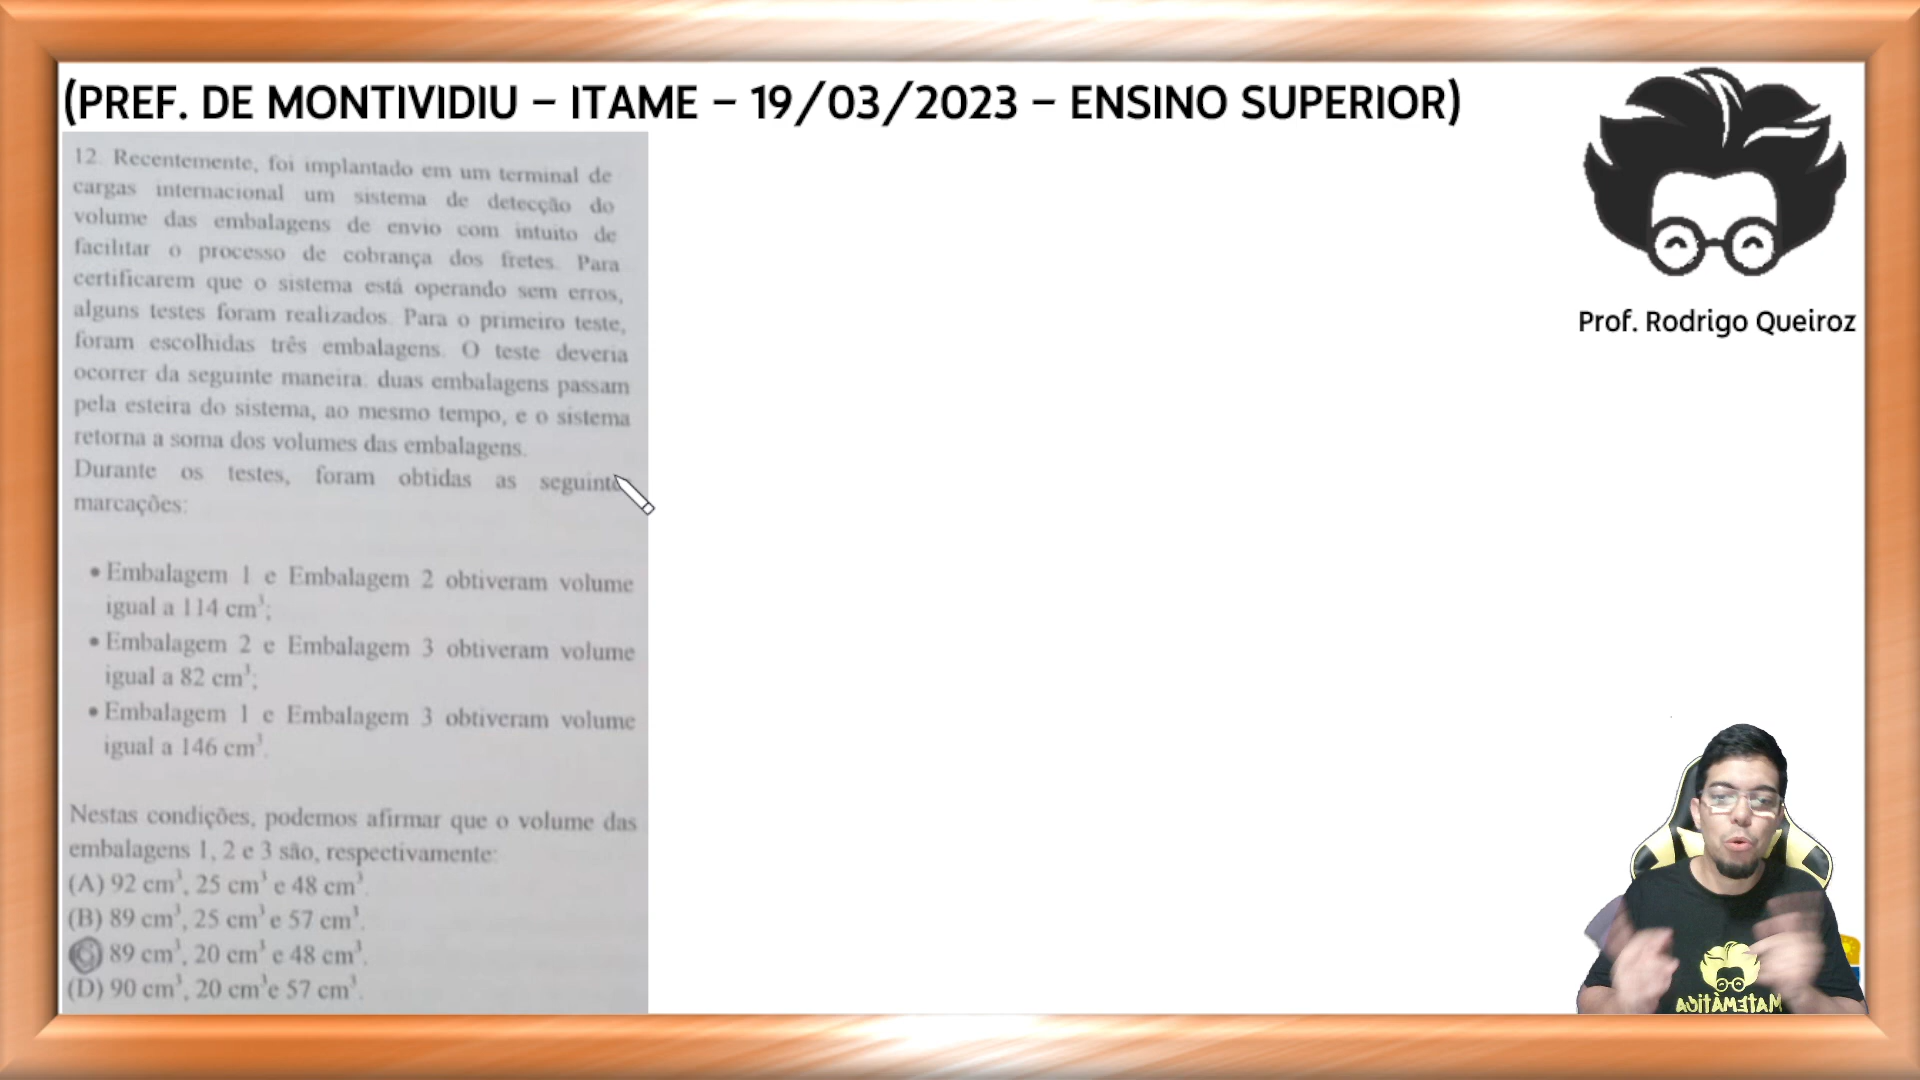 (PREF. DE MONTIVIDIU – ITAME – 19/03/2023 – ENSINO SUPERIOR)
12. Recentemente, foi implantado em um terminal de
cargas internacional um sistema de detecção do
volume das embalagens de envio com intuito de
facilitar o processo de cobrança dos fretes. Para
certificarem que o sistema está operando sem erros,
alguns testes foram realizados. Para o primeiro teste,
foram escolhidas três embalagens. O teste deveria
ocorrer da seguinte maneira: duas embalagens passam
pela esteira do sistema, ao mesmo tempo, e o sistema
retorna a soma dos volumes das embalagens.
Durante os testes, foram obtidas as
marcações:
• Embalagem 1 e Embalagem 2 obtiveram volume
igual a 114 cm³;
• Embalagem 2 e Embalagem 3 obtiveram volume
igual a 82 cm³;
• Embalagem 1 e Embalagem 3 obtiveram volume
igual a 146 cm³.
Nestas condições, podemos afirmar que o volume das
embalagens 1, 2 e 3 são, respectivamente:
(A) 92 cm³, 25 cm³ e 48 cm³.
(B) 89 cm³, 25 cm³ e 57 cm³.
89 cm³, 20 cm³ e 48 cm³.
(D) 90 cm³, 20 cm³e 57 cm³.
Prof. Rodrigo Queiroz
MATEMÁTICA